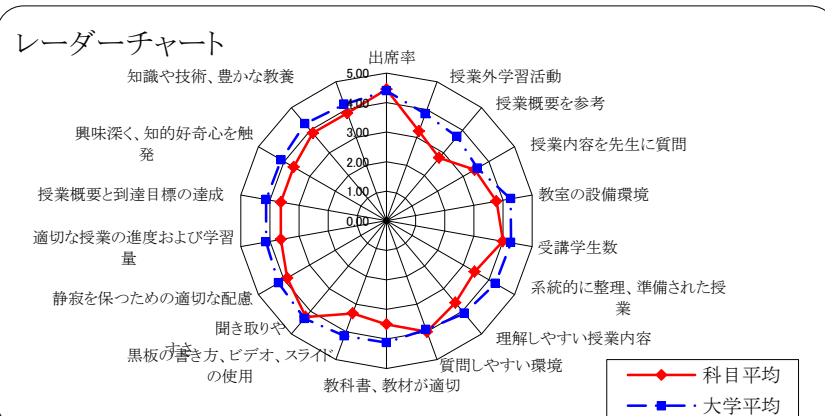 レーダーチャート
出席率
授業外学習活動
授業概要を参考
授業内容を先生に質問
教室の設備環境
受講学生数
系統的に整理、準備された授
業
理解しやすい授業内容
質問しやすい環境
教科書、教材が適切
黒板の書き方、ビデオ、スライド
の使用
聞き取りや
すさ
静寂を保つための適切な配慮
適切な授業の進度および学習
量
授業概要と到達目標の達成
興味深く、知的好奇心を触
発
知識や技術、豊かな教養
5.00
4.00
3.00
2.00
1.00
0.00
科目平均
大学平均